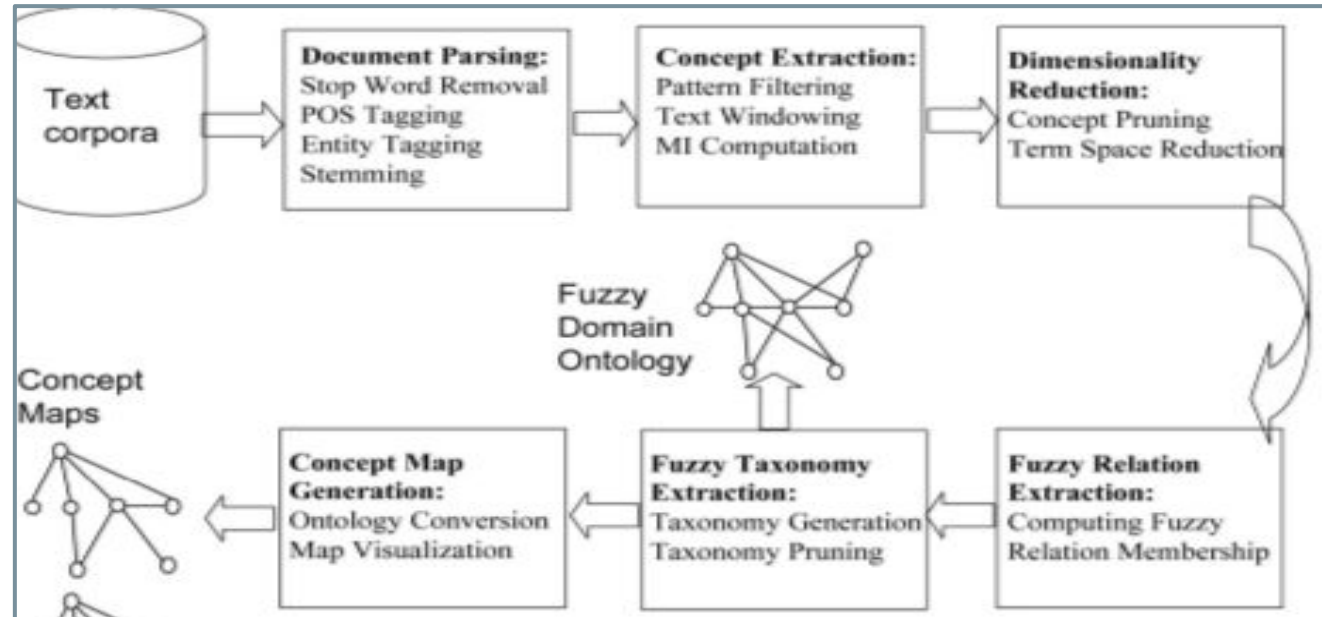 Text
corpora
Document Parsing:
Stop Word Removal
POS Tagging
Entity Tagging
Stemming
Concept Extraction:
Pattern Filtering
Text Windowing
MI Computation
Dimensionality
Reduction:
Concept Pruning
Term Space Reduction
Fuzzy
Domain
Ontology
Concept
Maps
Concept Map
Generation:
Ontology Conversion
Map Visualization
Fuzzy Taxonomy
Extraction:
Taxonomy Generation
Taxonomy Pruning
Fuzzy Relation
Extraction:
Computing Fuzzy
Relation Membership